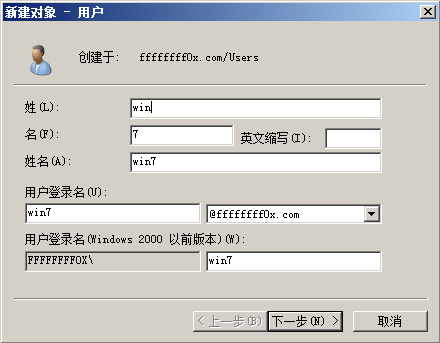 新建对象 - 用户
创建于: ffffffff0x.com/Users
姓(L): win
名(F): 7 英文缩写(I):
姓名(A): win7
用户登录名(U):
win7 @ffffffff0x.com
用户登录名(Windows 2000 以前版本)(W):
FFFFFFFF0X\ win7
< 上一步(B) 下一步(N) > 取消